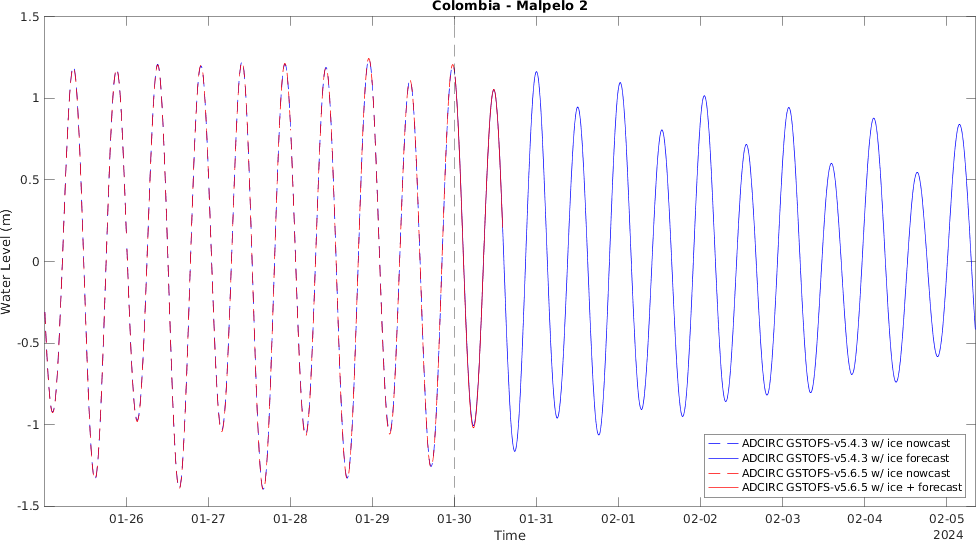 Colombia - Malpelo 2
1.5
1
0.5
0
-0.5
-1
-1.5
Water Level (m)
01-26 01-27 01-28 01-29 01-30 01-31 02-01 02-02 02-03 02-04 02-05
Time
2024
ADCIRC GSTOFS-v5.4.3 w/ ice nowcast
ADCIRC GSTOFS-v5.4.3 w/ ice forecast
ADCIRC GSTOFS-v5.6.5 w/ ice nowcast
ADCIRC GSTOFS-v5.6.5 w/ ice + forecast